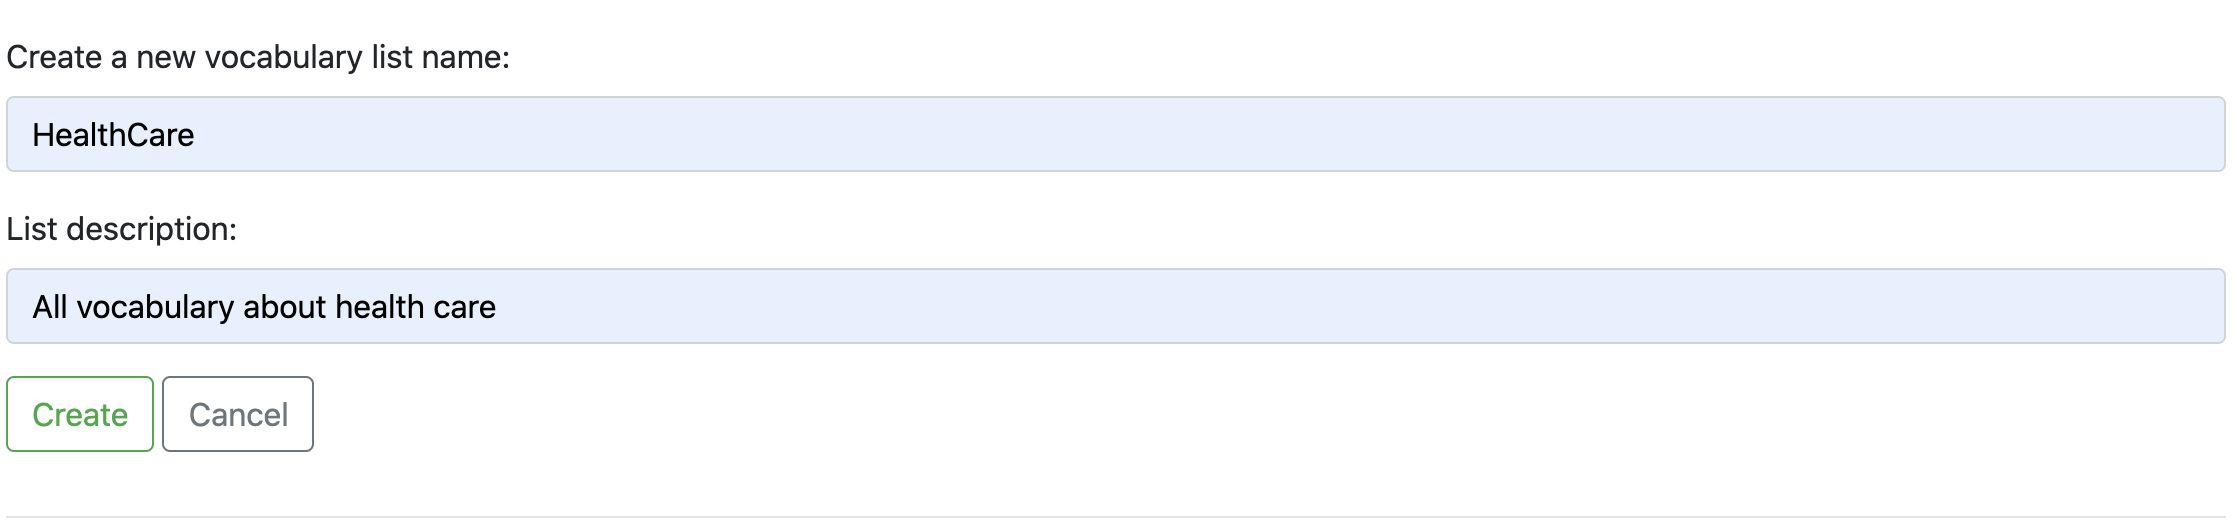 Create a new vocabulary list name:
HealthCare
List description:
All vocabulary about health care
Create Cancel